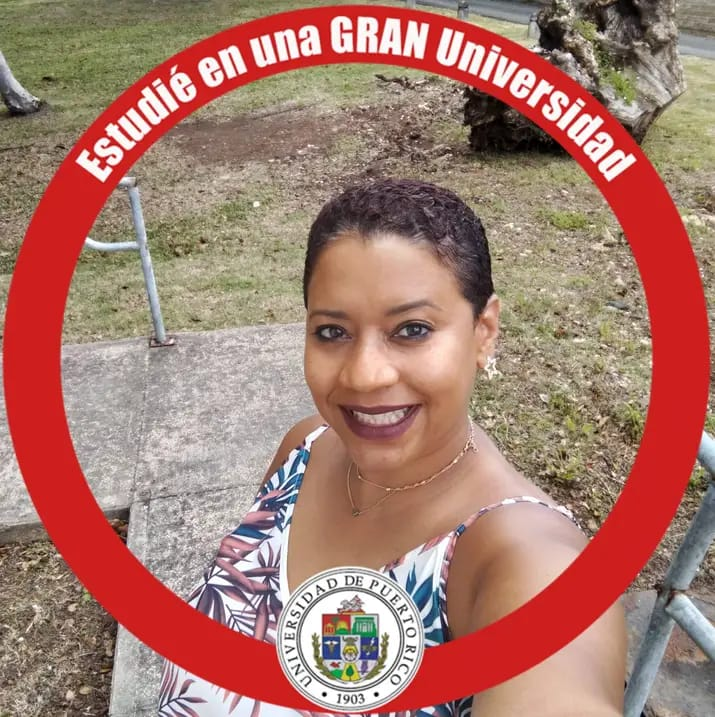 Estudié en una GRAN Universidad
UNIVERSIDAD DE PUERTO RICO
• 1903 •